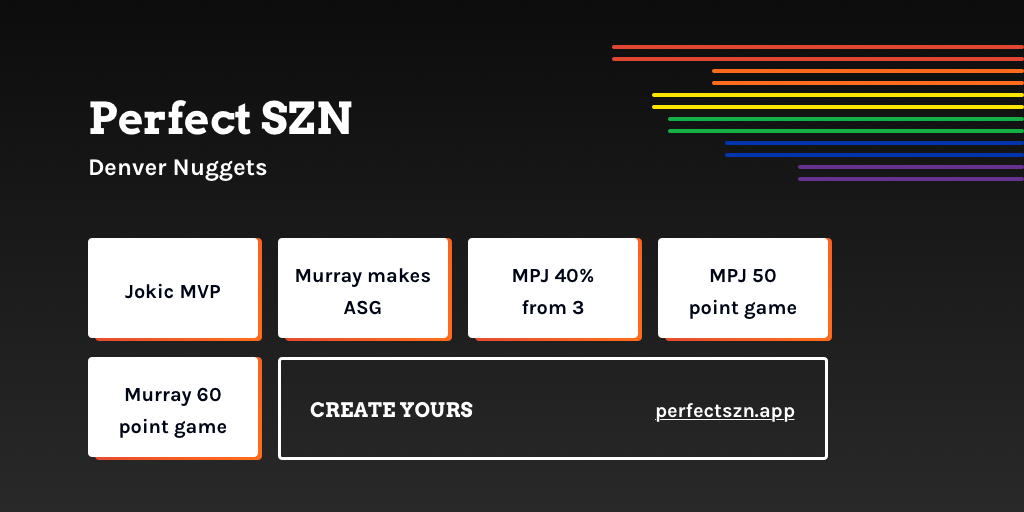 Perfect SZN
Denver Nuggets
Jokic MVP
Murray makes
ASG
MPJ 40%
from 3
MPJ 50
point game
Murray 60
point game
CREATE YOURS
perfectszn.app